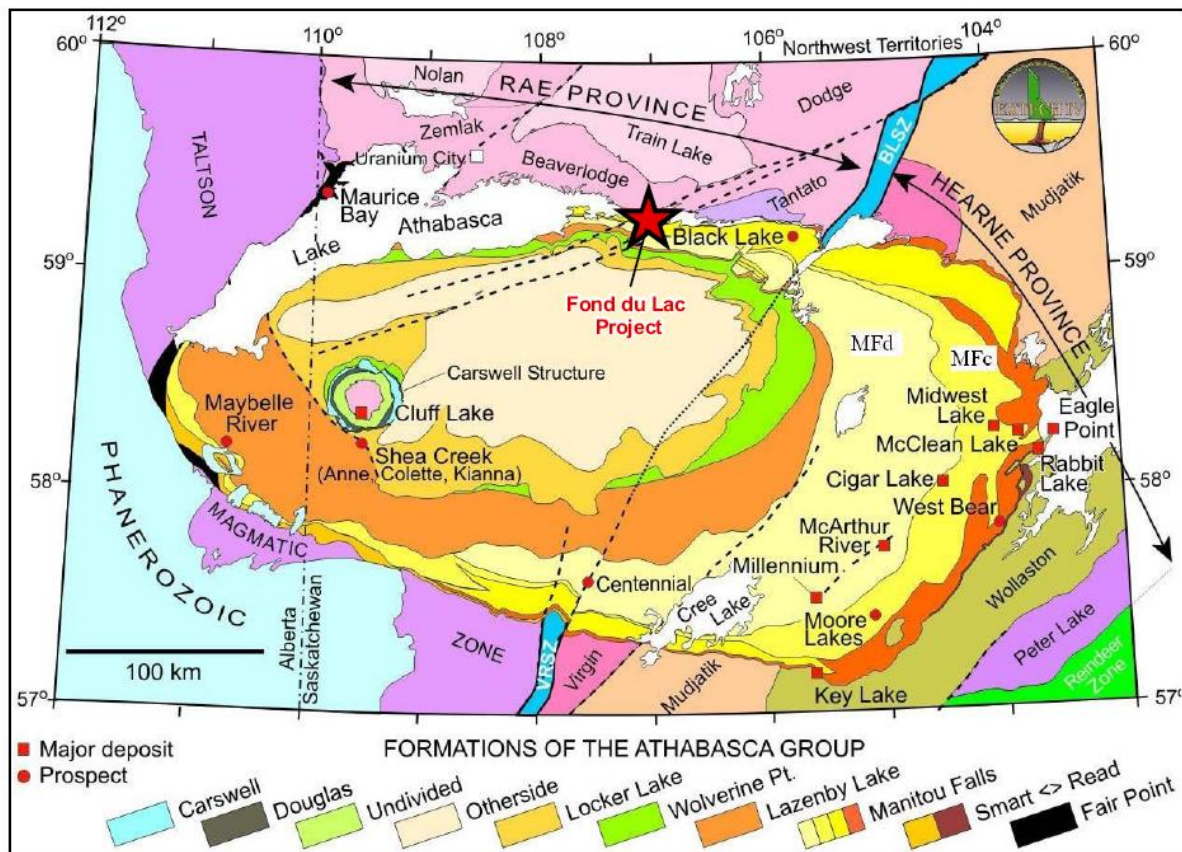 112°
110°
108°
106°
104°
60°
60°
Northwest Territories
Nolan
RAE PROVINCE
Dodge
Zemlak
Train Lake
BLSZ
TALTSON
Uranium City
Beaverlodge
HEARNE PROVINCE
Mudjatik
Maurice
Bay
Tantato
Athabasca
Lake
Black Lake
59°
59°
Fond du Lac
Project
MFd
MFc
Carswell Structure
Midwest
Lake
Eagle
Point
Maybelle
River
Cluff Lake
McClean Lake
Shea Creek
(Anne, Colette, Kianna)
Rabbit
Lake
58°
58°
Cigar Lake
West Bear
PHANEROZOIC
MAGMATIC
McArthur
River
Millennium
Centennial
Wollaston
Cree
Lake
Moore
Lakes
Peter Lake
Alberta
Saskatchewan
ZONE
VRSZ
Virgin
Mudjatik
Key Lake
Reindeer
Zone
100 km
57°
57°
Major deposit
Prospect
FORMATIONS OF THE ATHABASCA GROUP
Carswell
Douglas
Undivided
Otherside
Locker Lake
Wolverine Pt.
Lazenby Lake
Manitou Falls
Smart <> Read
Fair Point